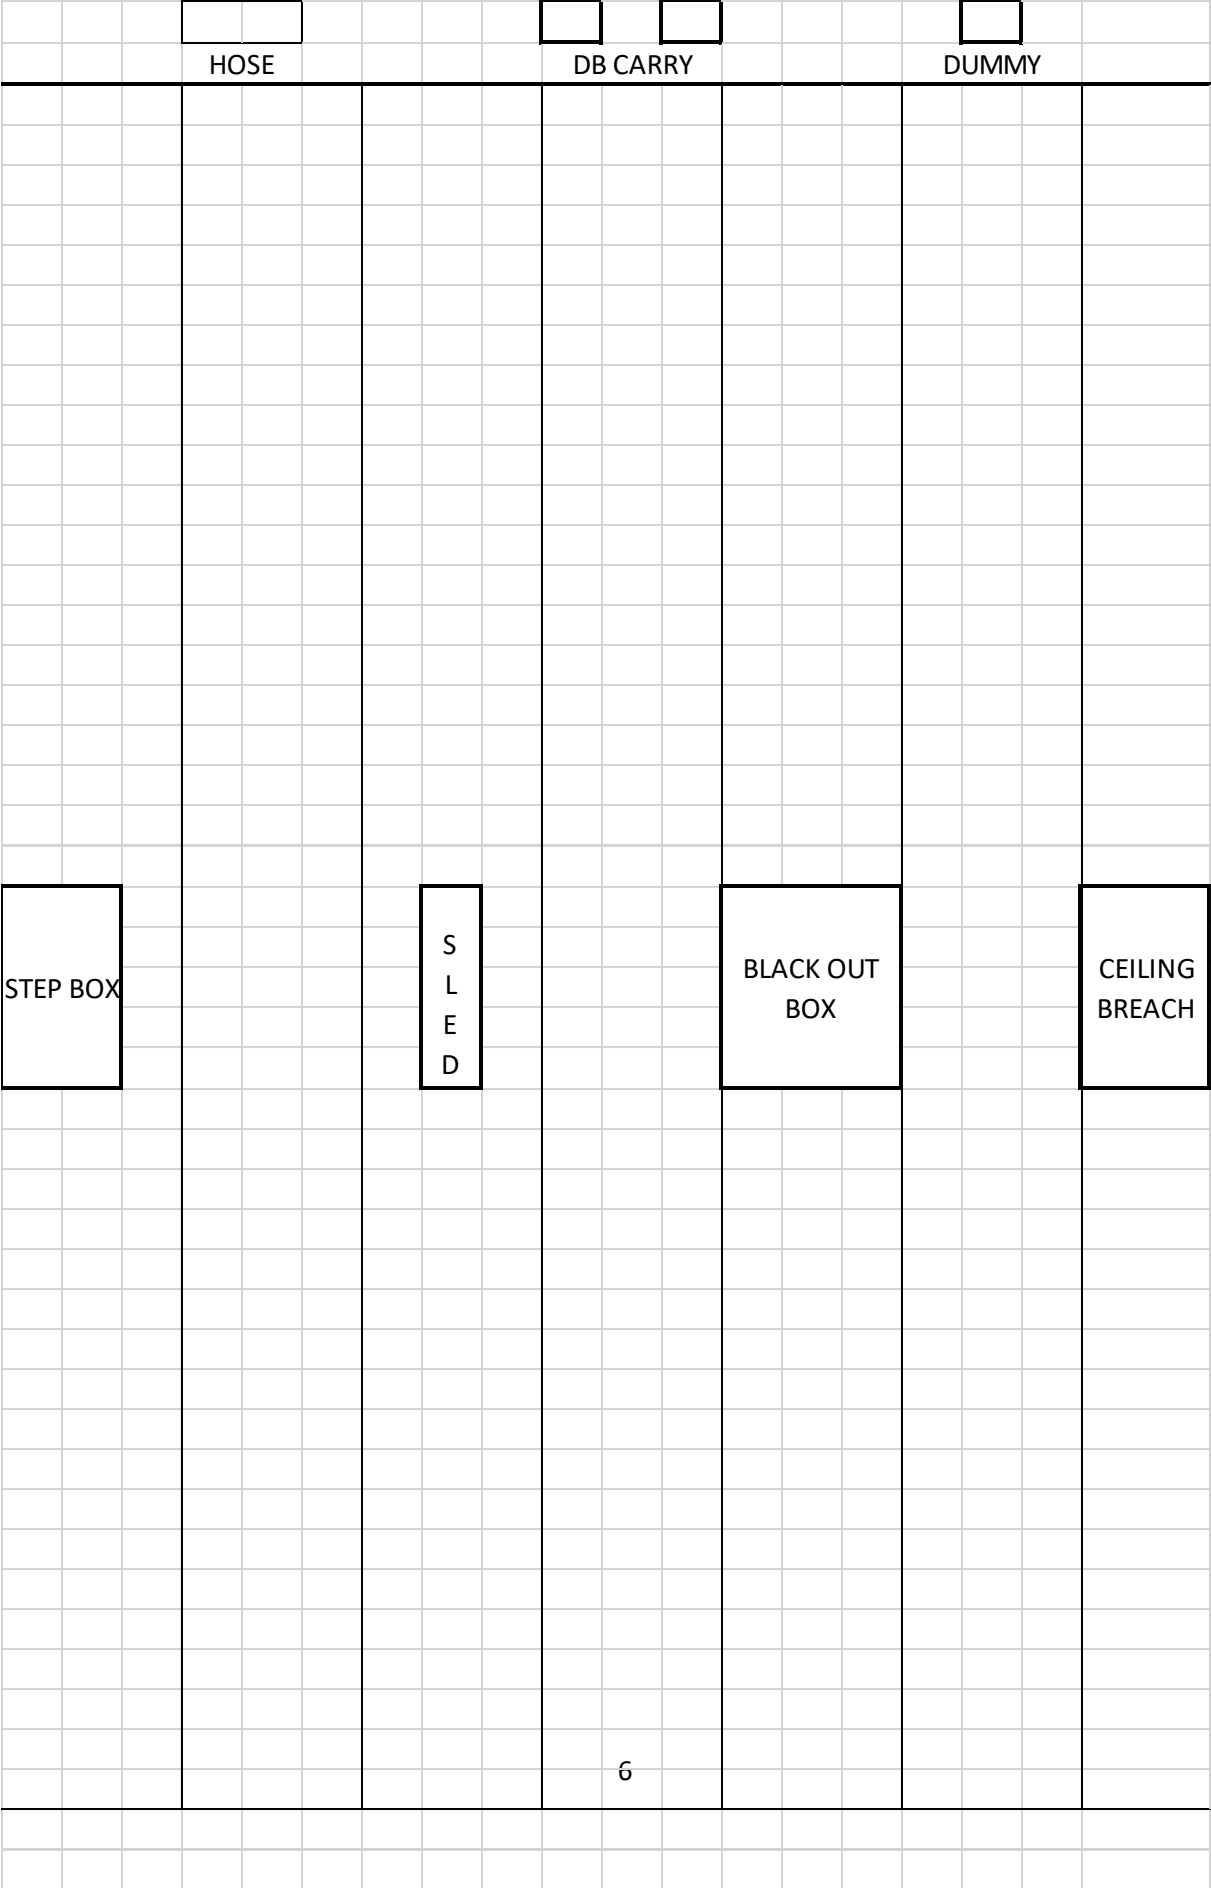 HOSE
DB CARRY
DUMMY
STEP BOX
S
L
E
D
BLACK OUT
BOX
CEILING
BREACH
6